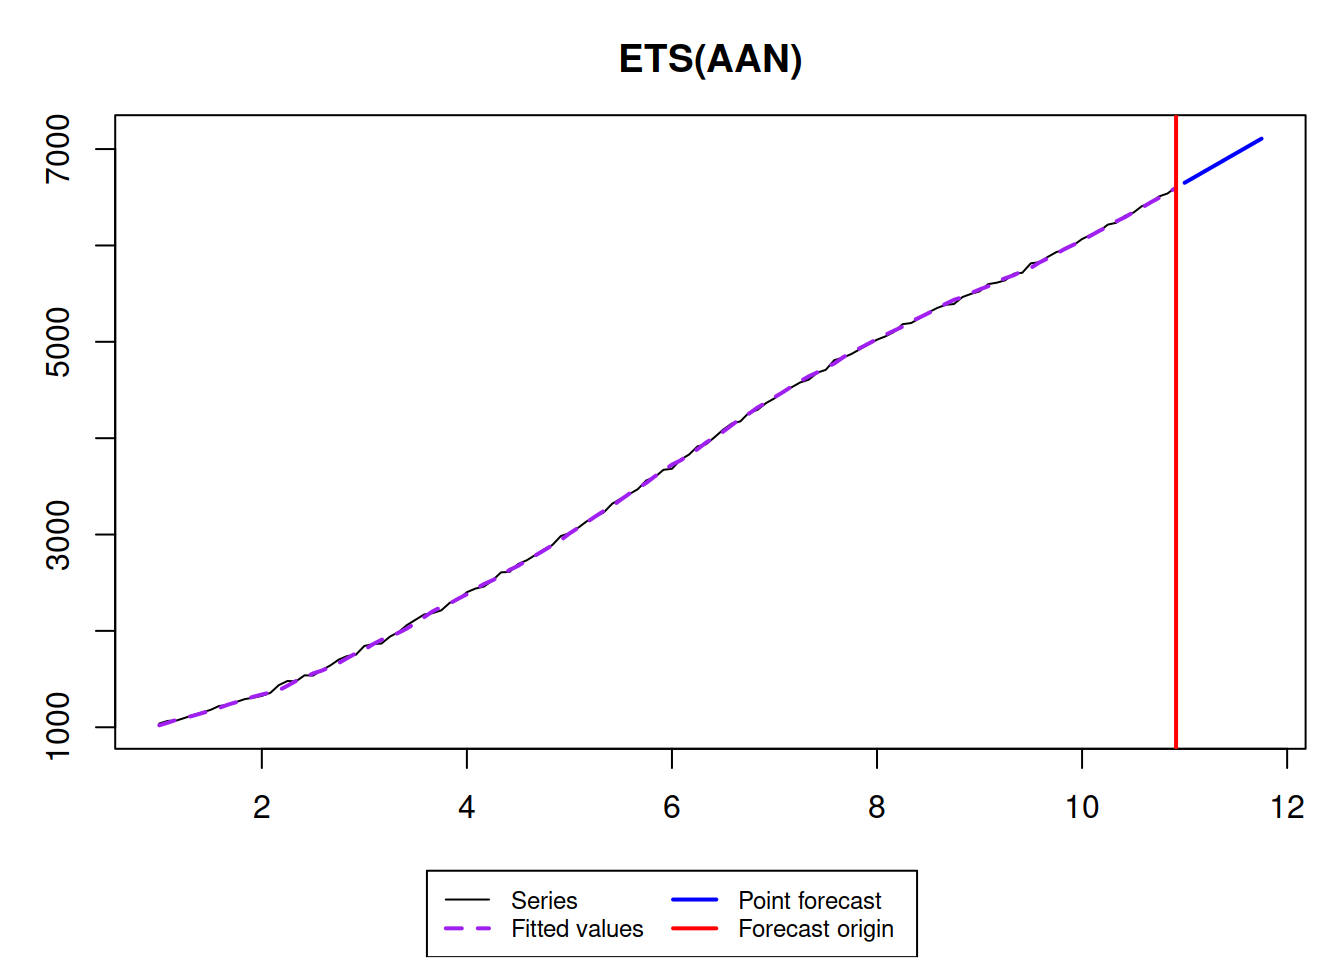 ETS(AAN)
7000
5000
3000
1000
2 4 6 8 10 12
Series Point forecast
Fitted values Forecast origin